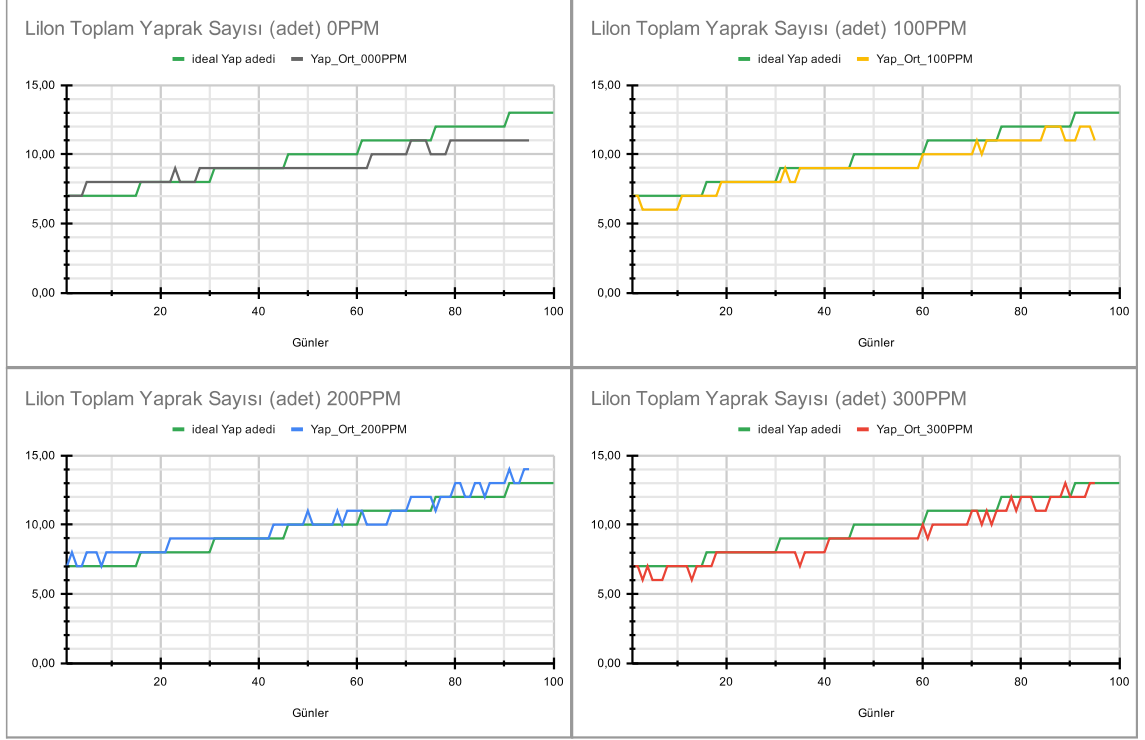 Lilon Toplam Yaprak Sayısı (adet) 0PPM
ideal Yap adedi Yap_Ort_000PPM
15,00
10,00
5,00
0,00
20 40 60 80 100
Günler
Lilon Toplam Yaprak Sayısı (adet) 100PPM
ideal Yap adedi Yap_Ort_100PPM
15,00
10,00
5,00
0,00
20 40 60 80 100
Günler
Lilon Toplam Yaprak Sayısı (adet) 200PPM
ideal Yap adedi Yap_Ort_200PPM
15,00
10,00
5,00
0,00
20 40 60 80 100
Günler
Lilon Toplam Yaprak Sayısı (adet) 300PPM
ideal Yap adedi Yap_Ort_300PPM
15,00
10,00
5,00
0,00
20 40 60 80 100
Günler